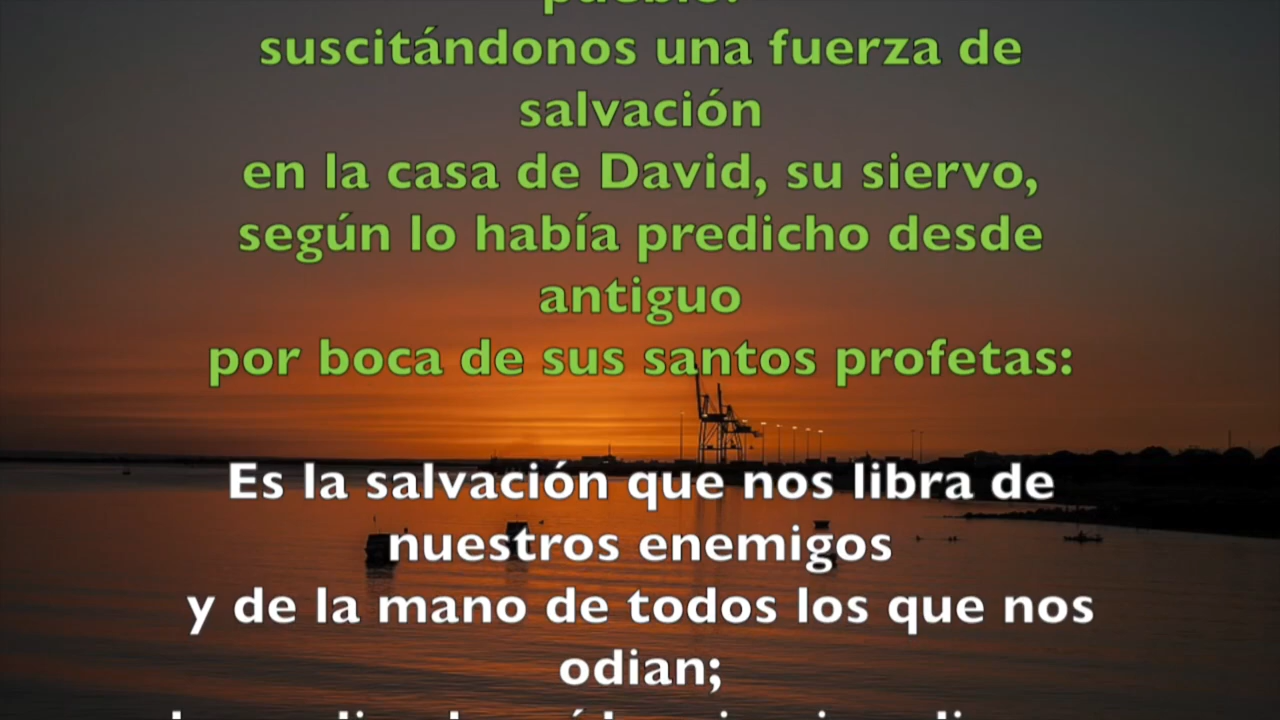 pueblo.
suscitándonos una fuerza de
salvación
en la casa de David, su siervo,
según lo había predicho desde
antiguo
por boca de sus santos profetas:
Es la salvación que nos libra de
nuestros enemigos
y de la mano de todos los que nos
odian;